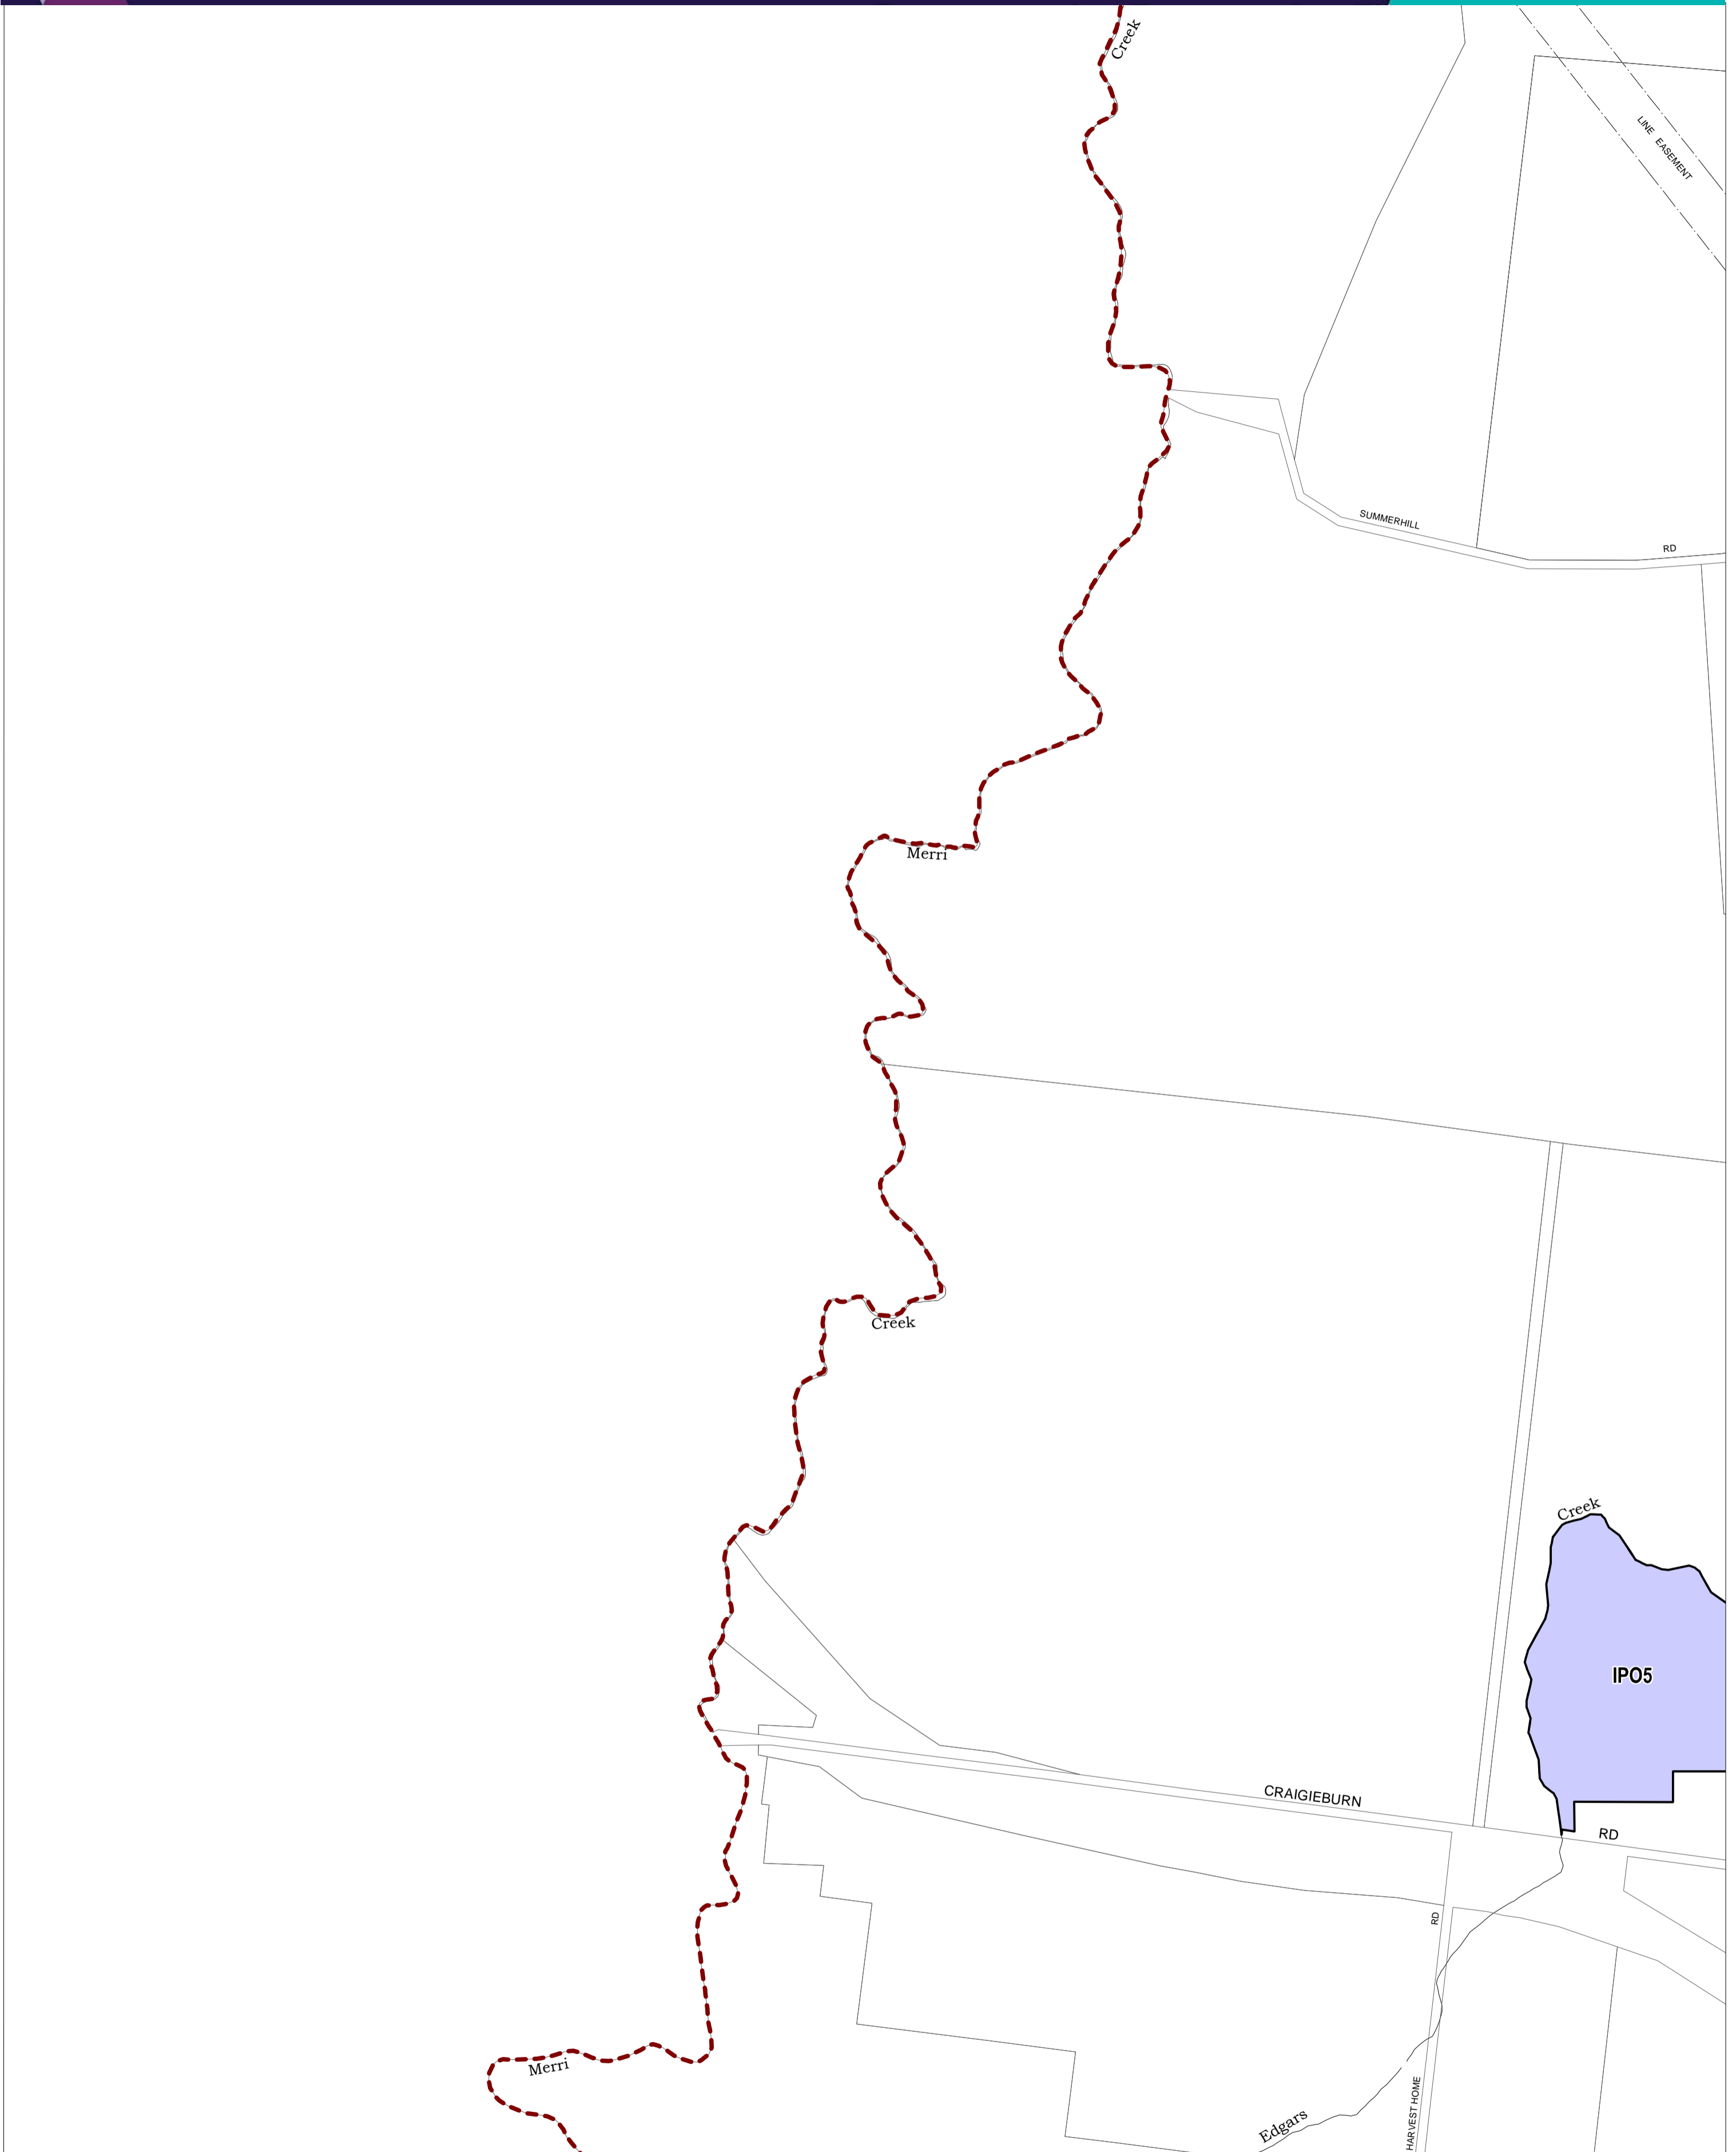 Creek
LINE EASEMENT
SUMMERHILL
RD
Merri
Creek
Creek
IPO5
CRAIGIEBURN
RD
RD
Merri
HARVEST HOME
Edgars